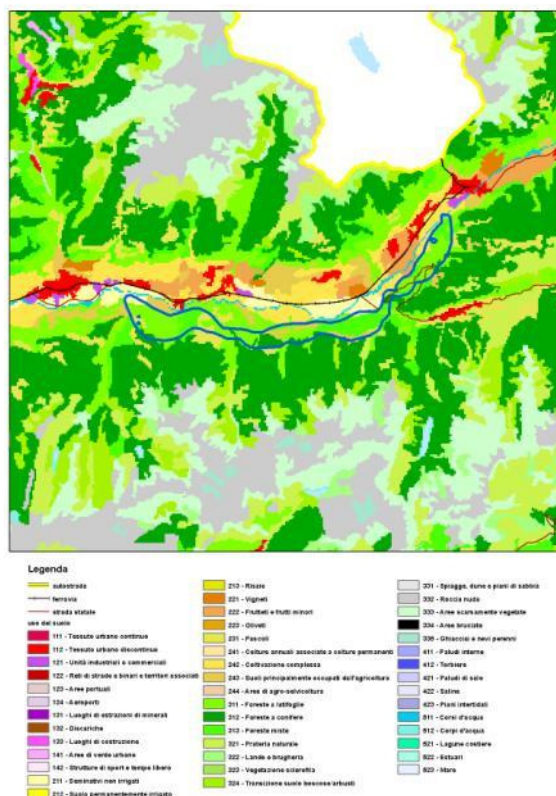 Legenda
autostrada
ferrovia
strada statale
uso del suolo
111 - Tessuto urbano continuo
112 - Tessuto urbano discontinuo
121 - Unità industriali o commerciali
122 - Reti di strade o binari e territori associati
123 - Aree portuali
124 - Aeroporti
131 - Luoghi di estrazioni di minerali
132 - Discariche
133 - Luoghi di costruzione
141 - Aree di verde urbano
142 - Strutture di sport e tempo libero
211 - Seminativi non irrigati
212 - Suolo permanentemente irrigato
213 - Risaie
221 - Vigneti
222 - Frutteti e frutti minori
223 - Oliveti
231 - Pascoli
241 - Colture annuali associate a colture permanenti
242 - Coltivazione complessa
243 - Suoli principalmente occupati dall'agricoltura
244 - Aree di agro-selvicoltura
311 - Foreste a latifoglie
312 - Foreste a conifere
313 - Foreste miste
321 - Prateria naturale
322 - Lande e brugheria
323 - Vegetazione sclerofila
324 - Transizione suolo boscoso/arbusti
331 - Spiagge, dune e piani di sabbia
332 - Roccia nuda
333 - Aree scarsamente vegetate
334 - Aree bruciate
335 - Ghiacciai e nevi perenni
411 - Paludi interne
412 - Torbiere
421 - Paludi di sale
422 - Saline
423 - Piani intertidali
511 - Corsi d'acqua
512 - Corpi d'acqua
521 - Lagune costiere
522 - Estuari
523 - Mare